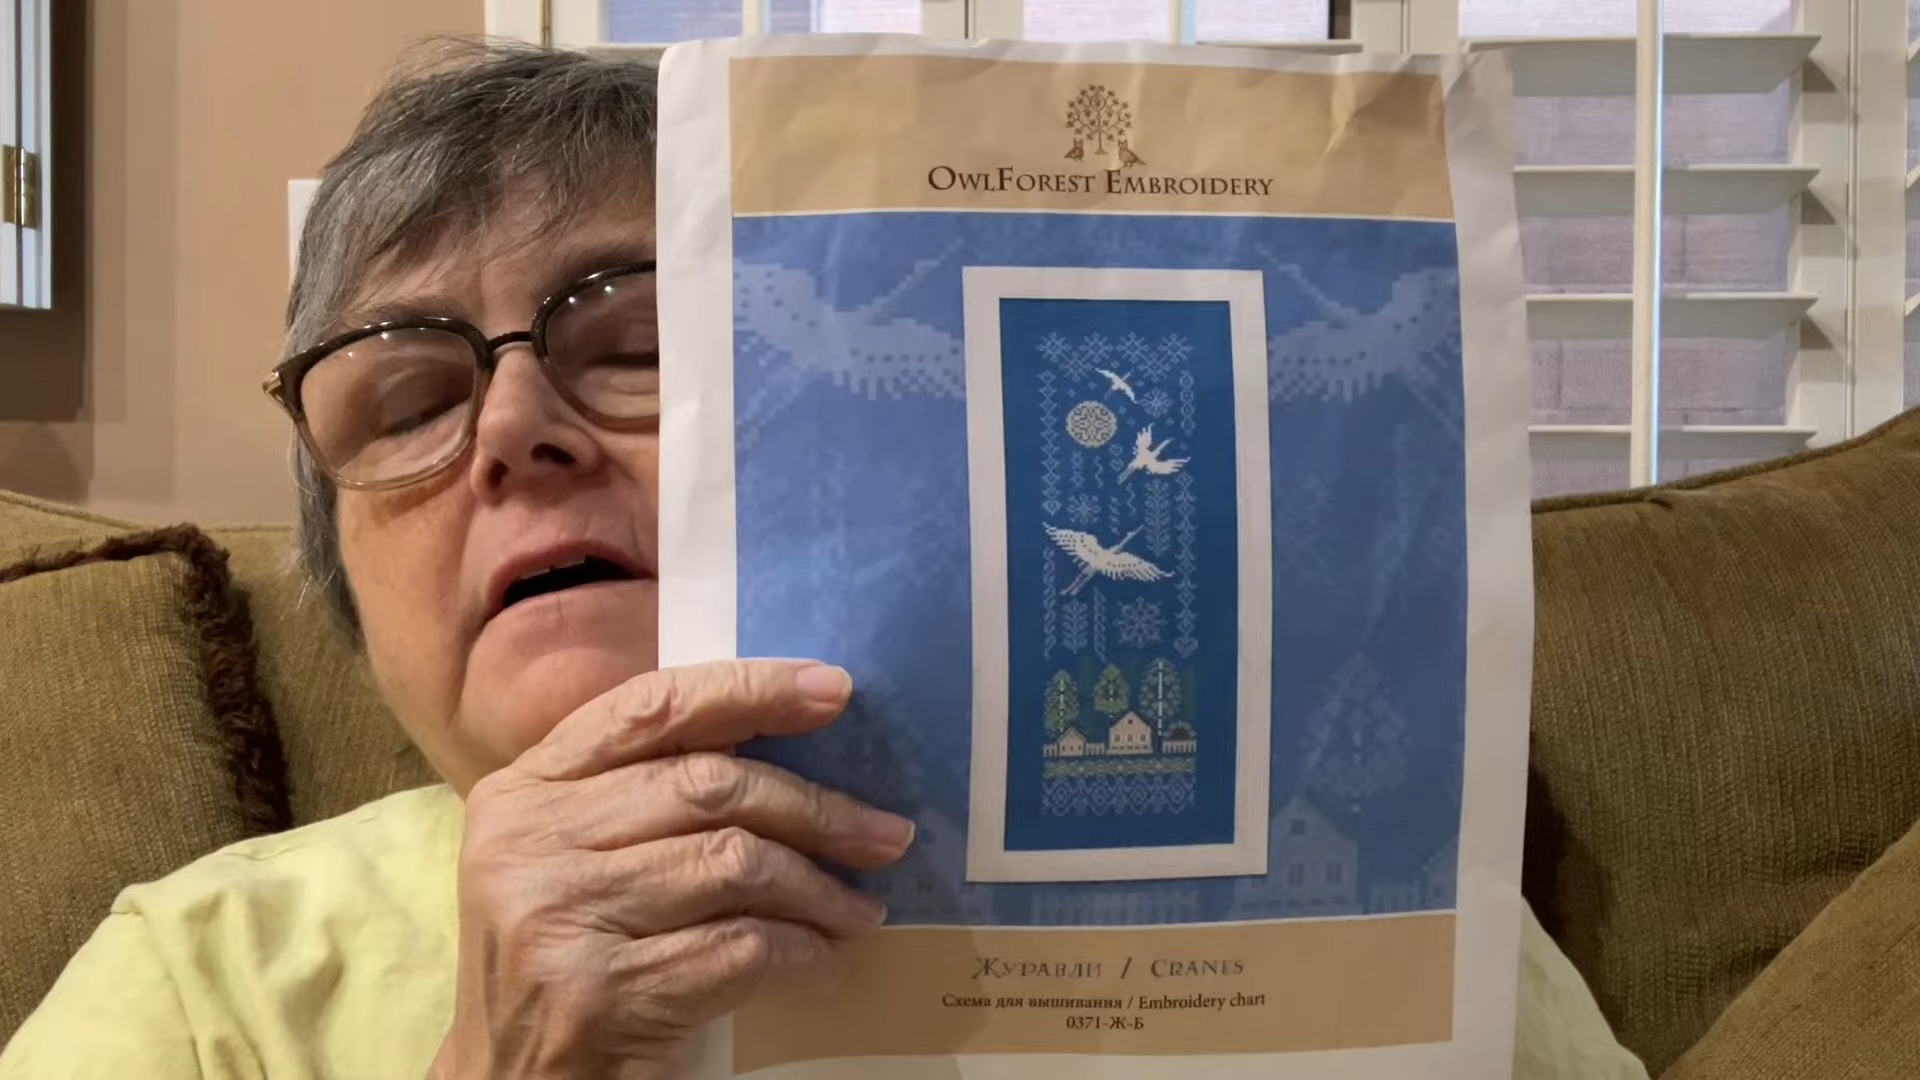 OwlForest Embroidery
Журавли / Cranes
Схема для вышивания / Embroidery chart
0371-Ж-Б